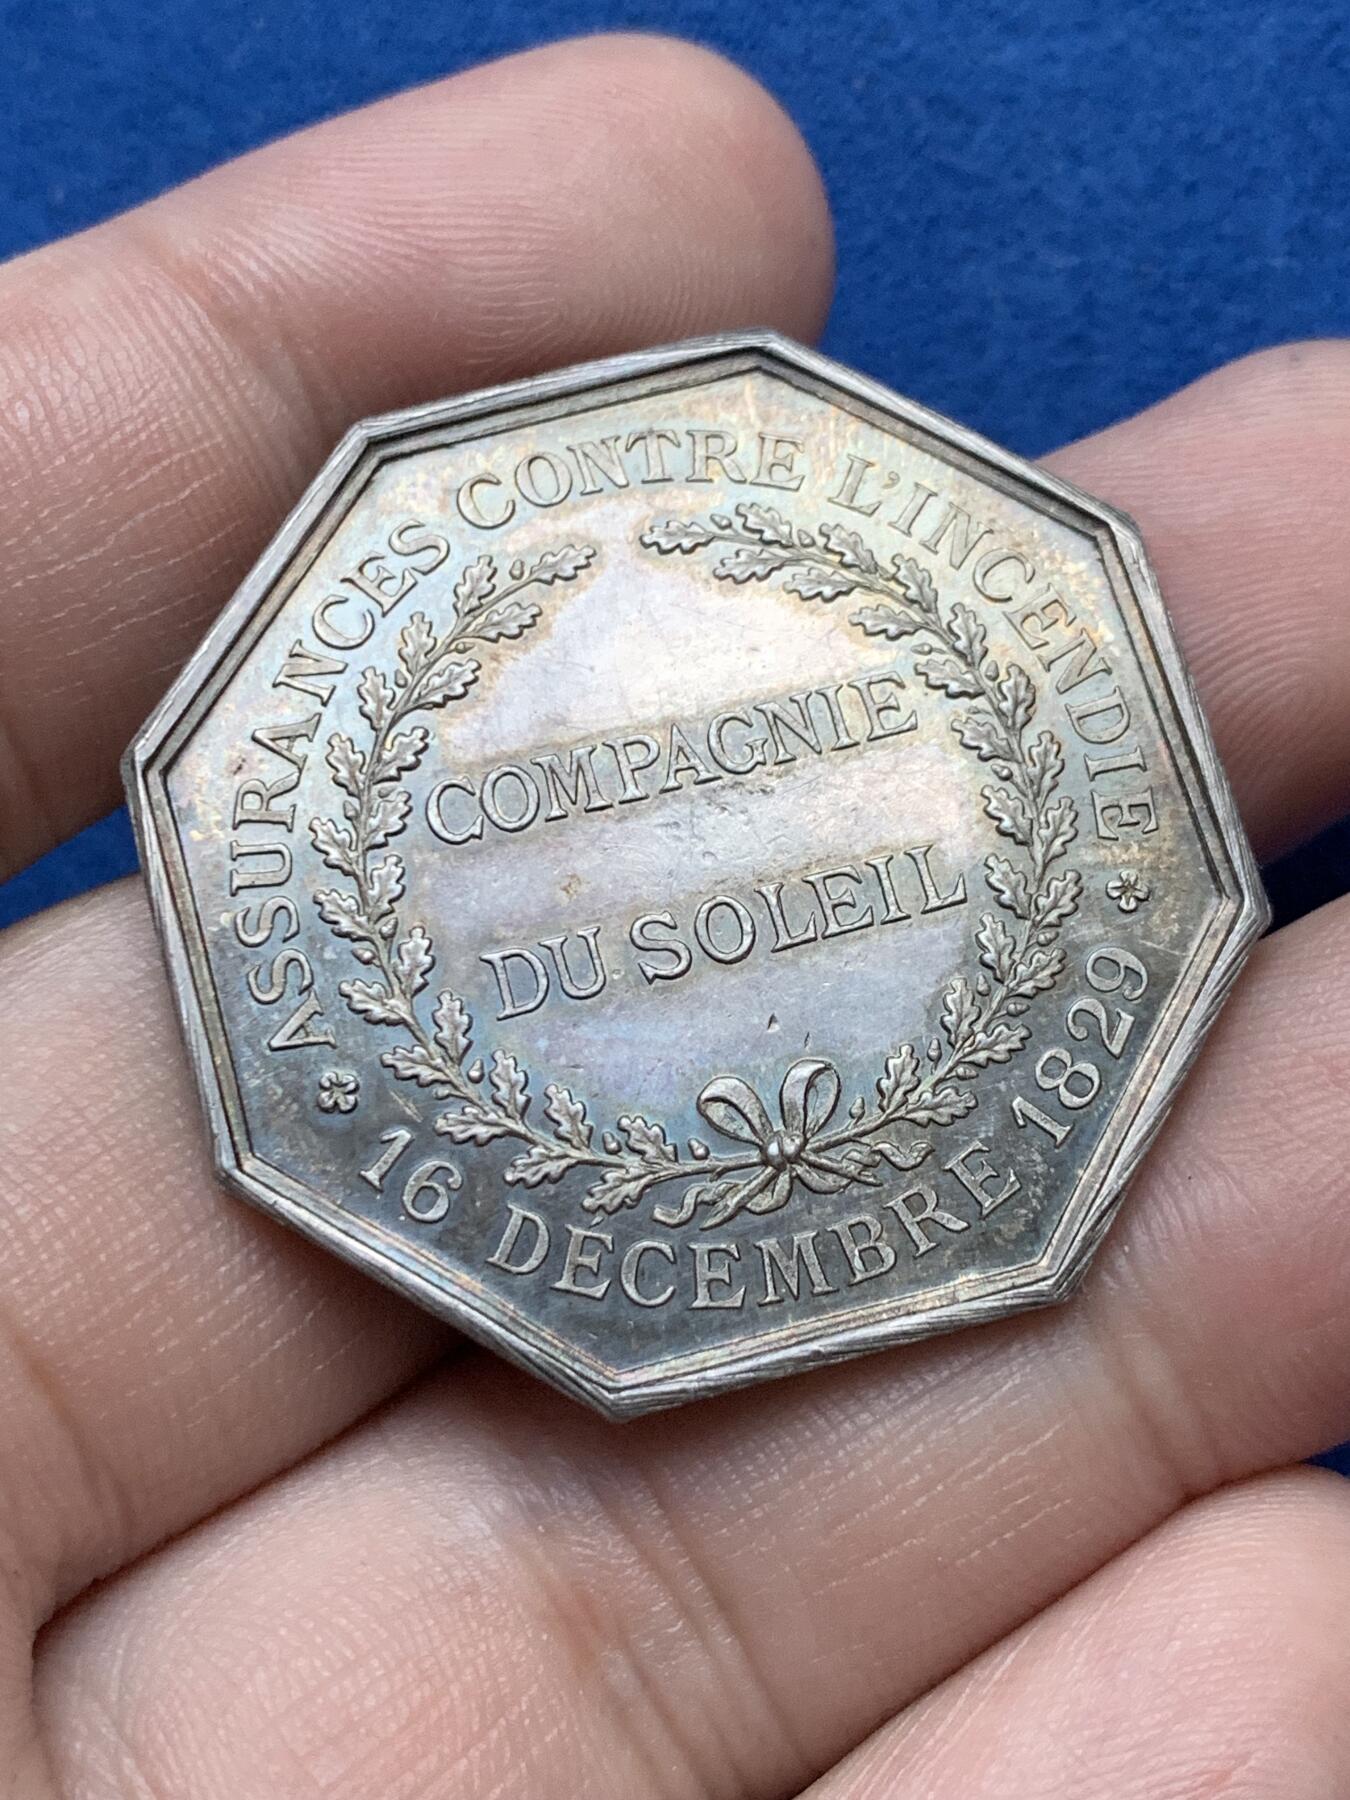 ASSURANCES CONTRE L'INCENDIE
COMPAGNIE
DU SOLEIL
16 DÉCEMBRE 1829